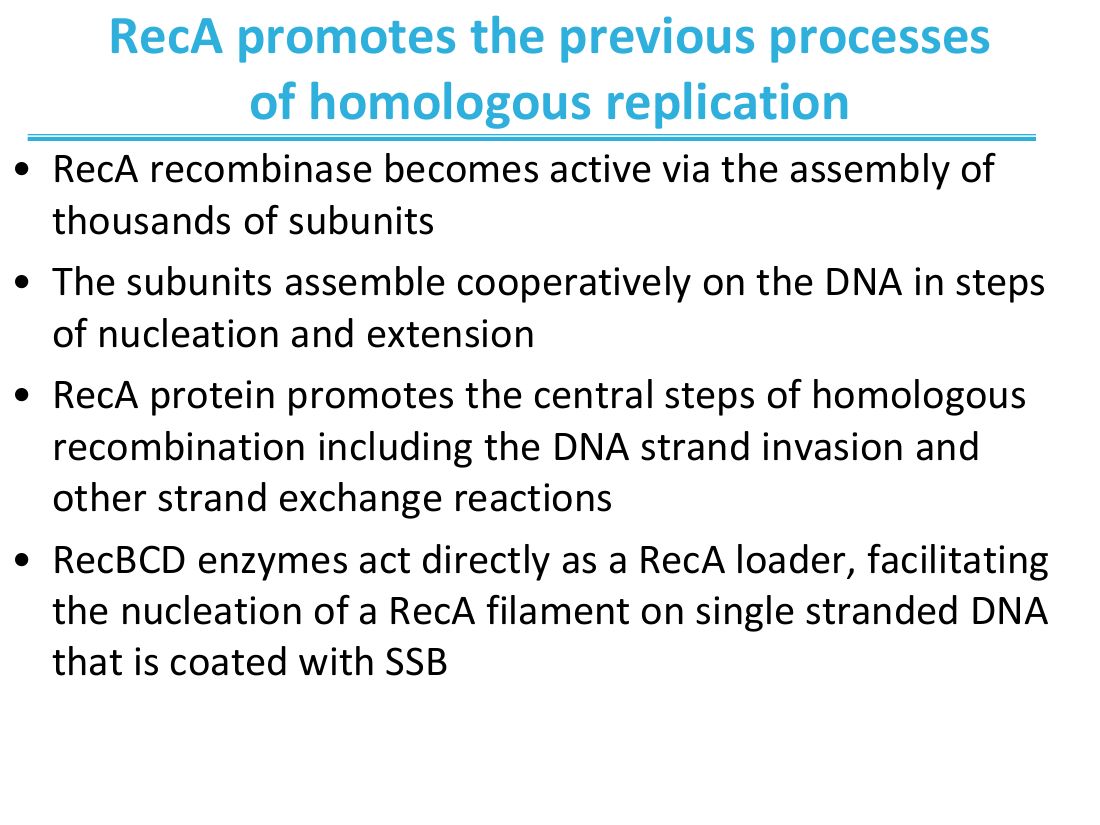 RecA promotes the previous processes
of homologous replication
• RecA recombinase becomes active via the assembly of
thousands of subunits
• The subunits assemble cooperatively on the DNA in steps
of nucleation and extension
• RecA protein promotes the central steps of homologous
recombination including the DNA strand invasion and
other strand exchange reactions
• RecBCD enzymes act directly as a RecA loader, facilitating
the nucleation of a RecA filament on single stranded DNA
that is coated with SSB